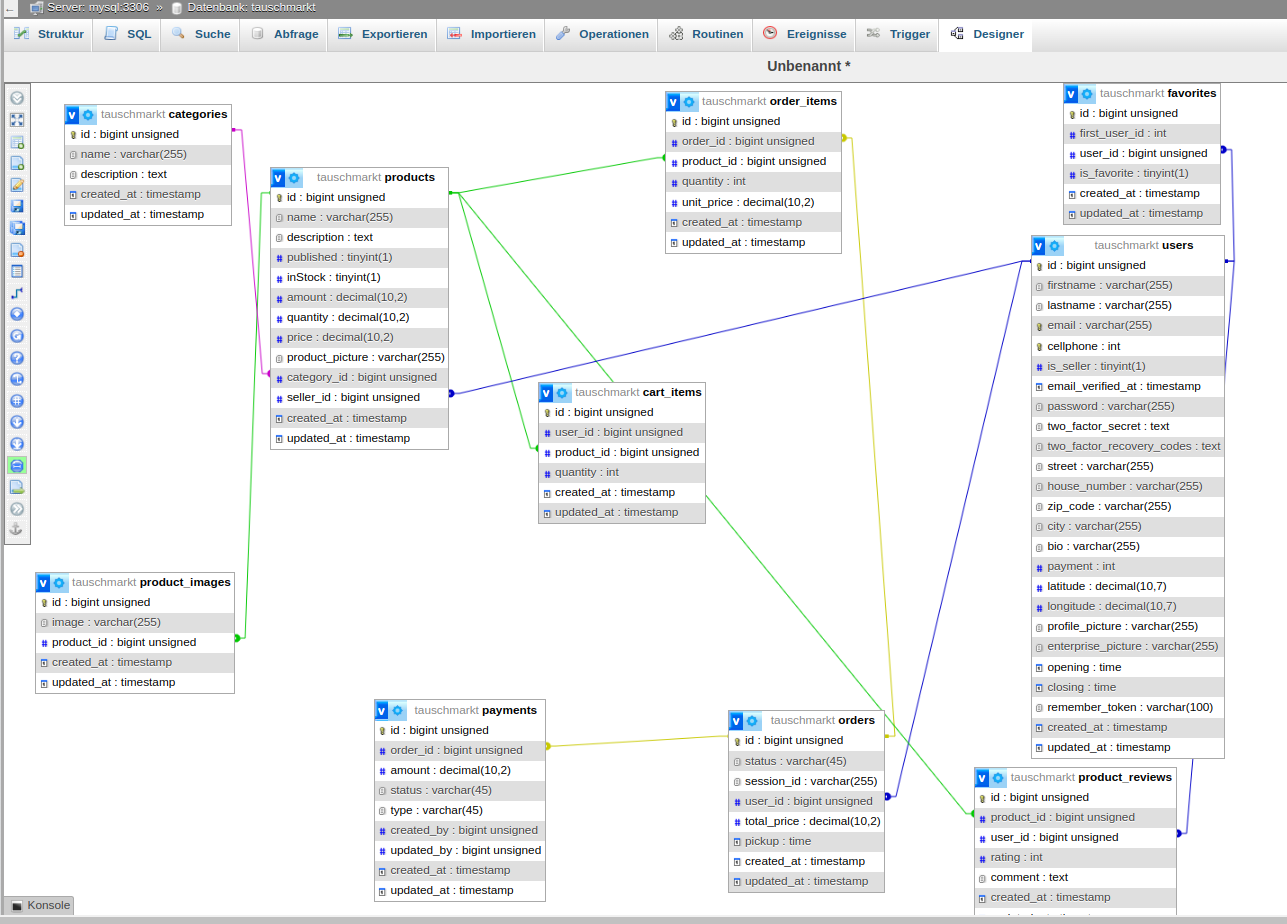 Server: mysql:3306 » Datenbank: tauschmarkt
Struktur SQL Suche Abfrage Exportieren Importieren Operationen Routinen Ereignisse Trigger Designer
Unbenannt *
tauschmarkt categories
id : bigint unsigned
name : varchar(255)
description : text
created_at : timestamp
updated_at : timestamp
tauschmarkt products
id : bigint unsigned
name : varchar(255)
description : text
published : tinyint(1)
inStock : tinyint(1)
amount : decimal(10,2)
quantity : decimal(10,2)
price : decimal(10,2)
product_picture : varchar(255)
category_id : bigint unsigned
seller_id : bigint unsigned
created_at : timestamp
updated_at : timestamp
tauschmarkt order_items
id : bigint unsigned
order_id : bigint unsigned
product_id : bigint unsigned
quantity : int
unit_price : decimal(10,2)
created_at : timestamp
updated_at : timestamp
tauschmarkt favorites
id : bigint unsigned
first_user_id : int
user_id : bigint unsigned
is_favorite : tinyint(1)
created_at : timestamp
updated_at : timestamp
tauschmarkt users
id : bigint unsigned
firstname : varchar(255)
lastname : varchar(255)
email : varchar(255)
cellphone : int
is_seller : tinyint(1)
email_verified_at : timestamp
password : varchar(255)
two_factor_secret : text
two_factor_recovery_codes : text
street : varchar(255)
house_number : varchar(255)
zip_code : varchar(255)
city : varchar(255)
bio : varchar(255)
payment : int
latitude : decimal(10,7)
longitude : decimal(10,7)
profile_picture : varchar(255)
enterprise_picture : varchar(255)
opening : time
closing : time
remember_token : varchar(100)
created_at : timestamp
updated_at : timestamp
tauschmarkt cart_items
id : bigint unsigned
user_id : bigint unsigned
product_id : bigint unsigned
quantity : int
created_at : timestamp
updated_at : timestamp
tauschmarkt product_images
id : bigint unsigned
image : varchar(255)
product_id : bigint unsigned
created_at : timestamp
updated_at : timestamp
tauschmarkt payments
id : bigint unsigned
order_id : bigint unsigned
amount : decimal(10,2)
status : varchar(45)
type : varchar(45)
created_by : bigint unsigned
updated_by : bigint unsigned
created_at : timestamp
updated_at : timestamp
tauschmarkt orders
id : bigint unsigned
status : varchar(45)
session_id : varchar(255)
user_id : bigint unsigned
total_price : decimal(10,2)
pickup : time
created_at : timestamp
updated_at : timestamp
tauschmarkt product_reviews
id : bigint unsigned
product_id : bigint unsigned
user_id : bigint unsigned
rating : int
comment : text
created_at : timestamp
Konsole